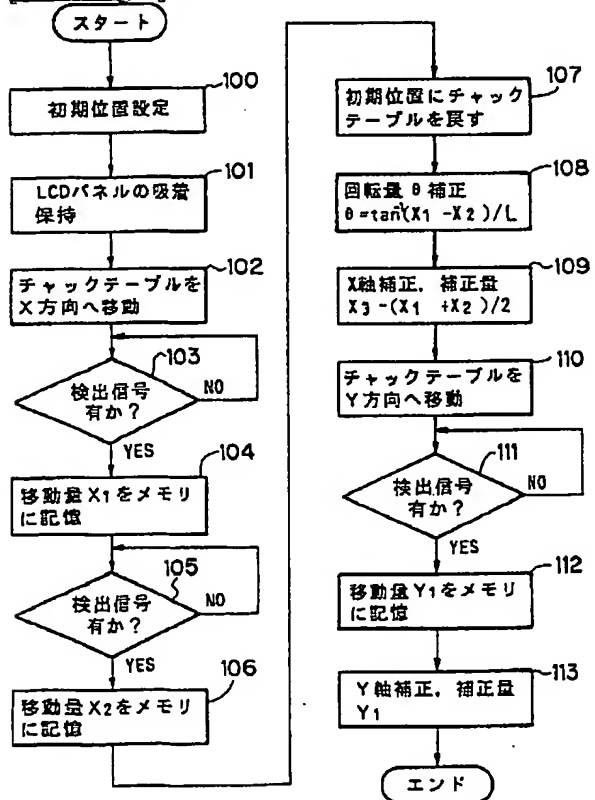 スタート
100
初期位置設定
101
LCDパネルの吸着
保持
102
チャックテーブルを
X方向へ移動
103
検出信号
有か?
NO
YES
104
移動量X1をメモリ
に記憶
105
検出信号
有か?
NO
YES
106
移動量X2をメモリ
に記憶
107
初期位置にチャック
テーブルを戻す
108
回転量θ補正
θ=tan⁻¹(X1 -X2)/L
109
X軸補正. 補正量
X3-(X1 +X2)/2
110
チャックテーブルを
Y方向へ移動
111
検出信号
有か?
NO
YES
112
移動量Y1をメモリ
に記憶
113
Y軸補正. 補正量
Y1
エンド